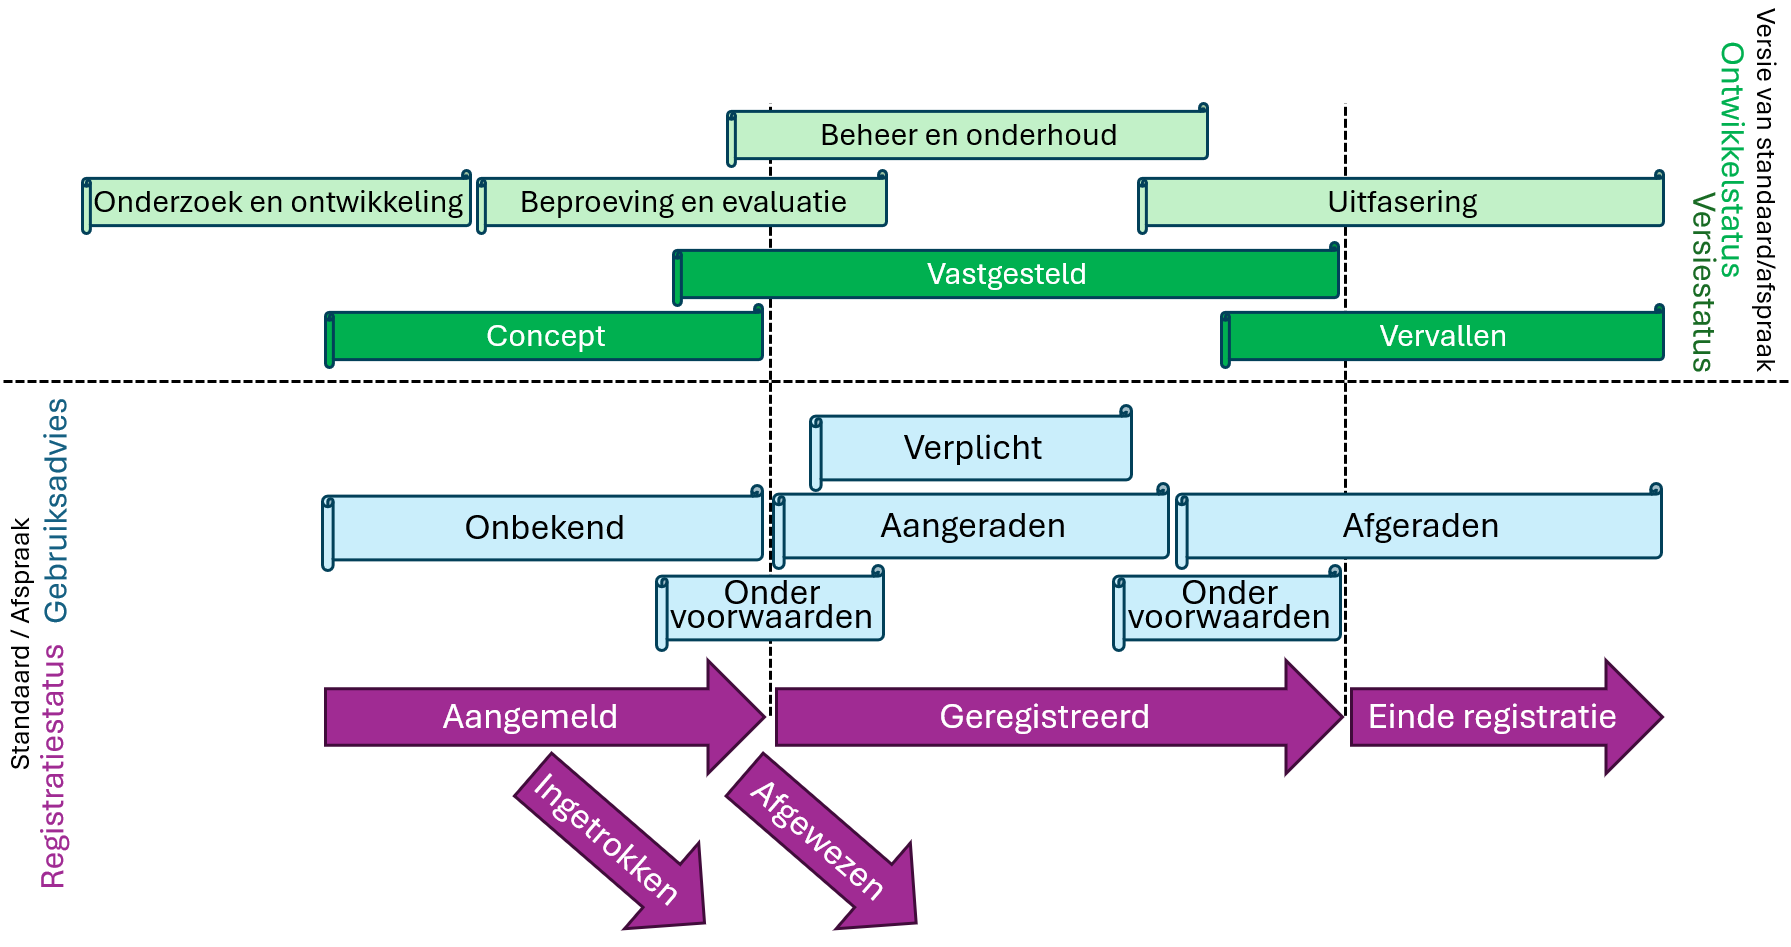 Beheer en onderhoud
Onderzoek en ontwikkeling
Beproeving en evaluatie
Uitfasering
Vastgesteld
Concept
Vervallen
Versie van standaard/afspraak
Ontwikkelstatus
Versiestatus
Standaard / Afspraak
Gebruiksadvies
Registratiestatus
Verplicht
Onbekend
Aangeraden
Afgeraden
Onder
voorwaarden
Onder
voorwaarden
Aangemeld
Geregistreerd
Einde registratie
Ingetrokken
Afgewezen